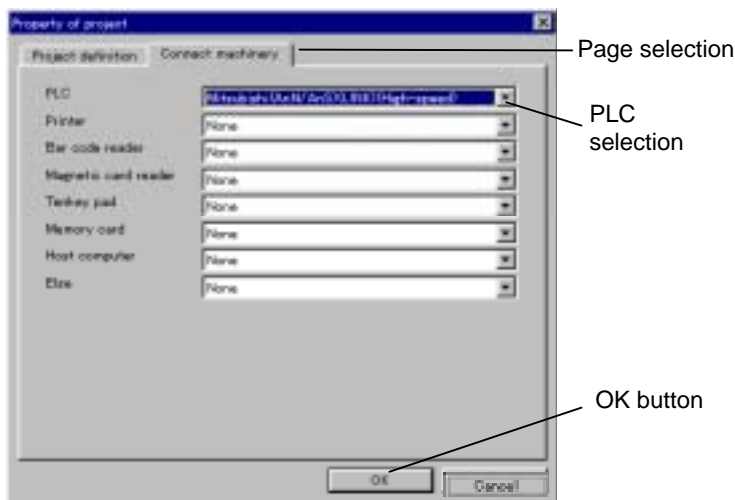 Property of project
Project definition
Connect machinery
Page selection
PLC
PLC selection
Printer
None
Bar code reader
None
Magnetic card reader
None
Tenkey pad
None
Memory card
None
Host computer
None
Else
None
OK button
OK
Cancel